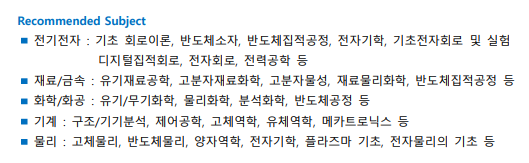 Recommended Subject
■ 전기전자 : 기초 회로이론, 반도체소자, 반도체집적공정, 전자기학, 기초전자회로 및 실험
디지털집적회로, 전자회로, 전력공학 등
■ 재료/금속 : 유기재료공학, 고분자재료화학, 고분자물성, 재료물리화학, 반도체집적공정 등
■ 화학/화공 : 유기/무기화학, 물리화학, 분석화학, 반도체공정 등
■ 기계 : 구조/기기분석, 제어공학, 고체역학, 유체역학, 메카트로닉스 등
■ 물리 : 고체물리, 반도체물리, 양자역학, 전자기학, 플라즈마 기초, 전자물리의 기초 등